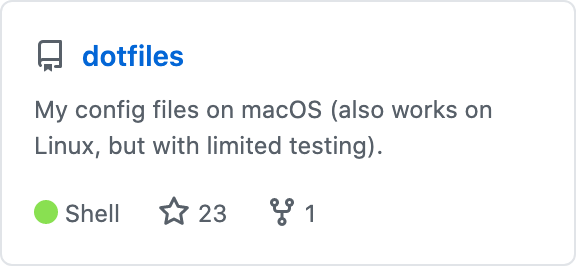 dotfiles
My config files on macOS (also works on
Linux, but with limited testing).
Shell 23 1